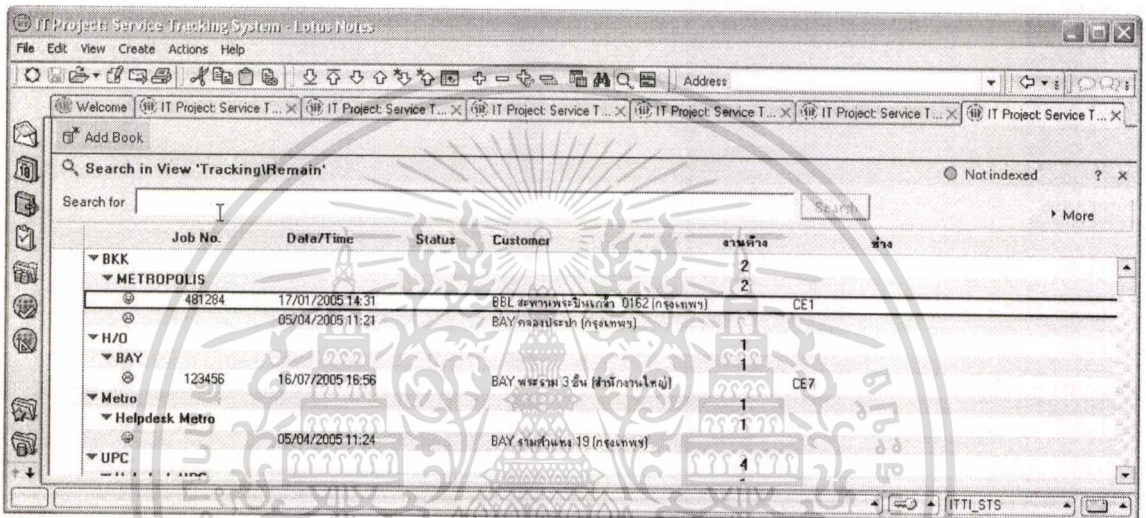 IT Project: Service Tracking System - Lotus Notes
File Edit View Create Actions Help
Address
Welcome IT Project: Service T... IT Project: Service T... IT Project: Service T... IT Project: Service T... IT Project: Service T... IT Project: Service T...
Add Book
Search in View 'Tracking\Remain' Not indexed ? ×
Search for Search More
Job No. Data/Time Status Customer งานค้าง ช่าง
BKK 2
METROPOLIS 2
481284 17/01/2005 14:31 BBL สะพานพระปิ่นเกล้า 0162 (กรุงเทพฯ) CE1
05/04/2005 11:21 BAY คลองประปา (กรุงเทพฯ)
H/O 1
BAY 1
123456 16/07/2005 16:56 BAY พระราม 3 ชั้น (สำนักงานใหญ่) CE7
Metro 1
Helpdesk Metro 1
05/04/2005 11:24 BAY รามคำแหง 19 (กรุงเทพฯ)
UPC 4
ITTI_STS